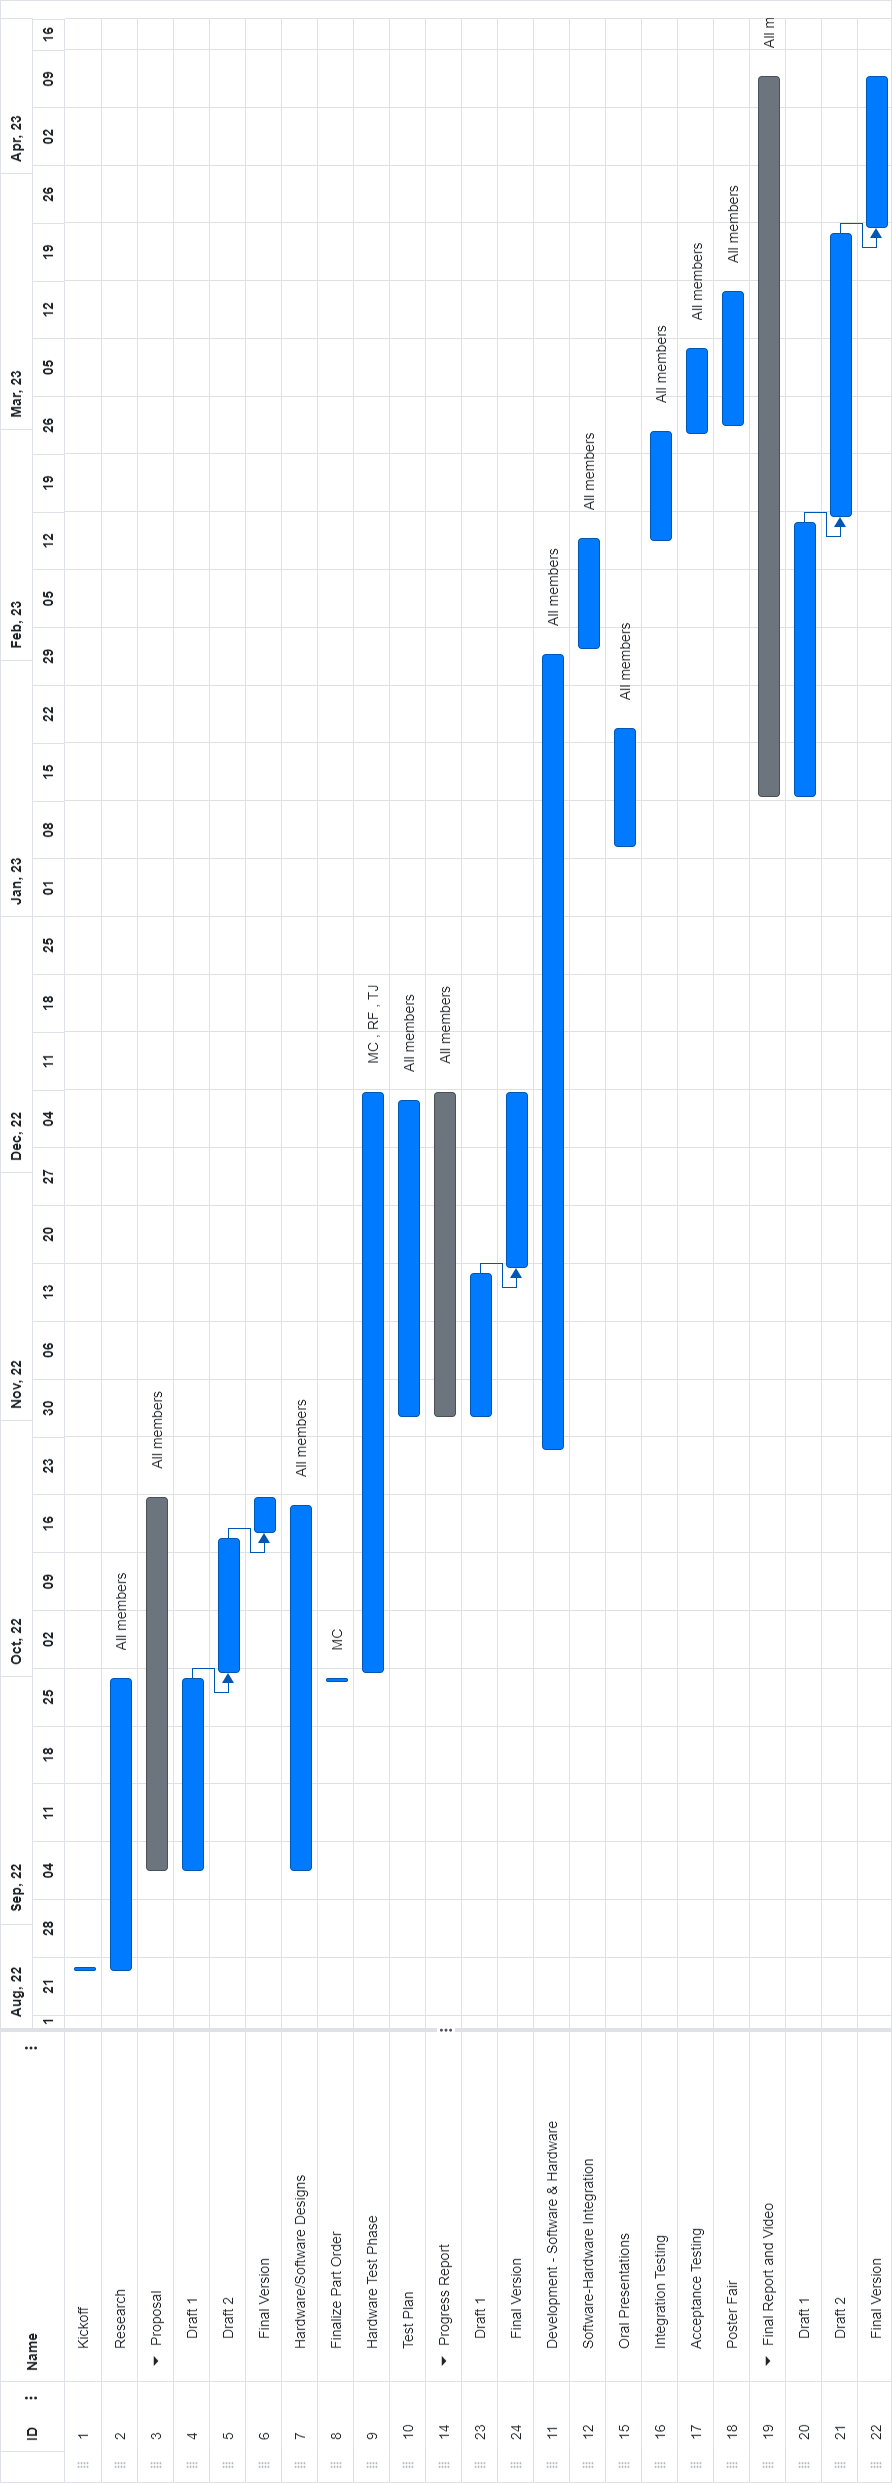 ID Name Aug, 22 Sep, 22 Oct, 22 Nov, 22 Dec, 22 Jan, 23 Feb, 23 Mar, 23 Apr, 23
1 21 28 04 11 18 25 02 09 16 23 30 06 13 20 27 04 11 18 25 01 08 15 22 29 05 12 19 26 05 12 19 26 02 09 16
1 Kickoff
2 Research All members
3 Proposal All members
4 Draft 1
5 Draft 2
6 Final Version
7 Hardware/Software Designs All members
8 Finalize Part Order MC
9 Hardware Test Phase MC , RF , TJ
10 Test Plan All members
14 Progress Report All members
23 Draft 1
24 Final Version
11 Development - Software & Hardware All members
12 Software-Hardware Integration All members
15 Oral Presentations All members
16 Integration Testing All members
17 Acceptance Testing All members
18 Poster Fair All members
19 Final Report and Video All m
20 Draft 1
21 Draft 2
22 Final Version